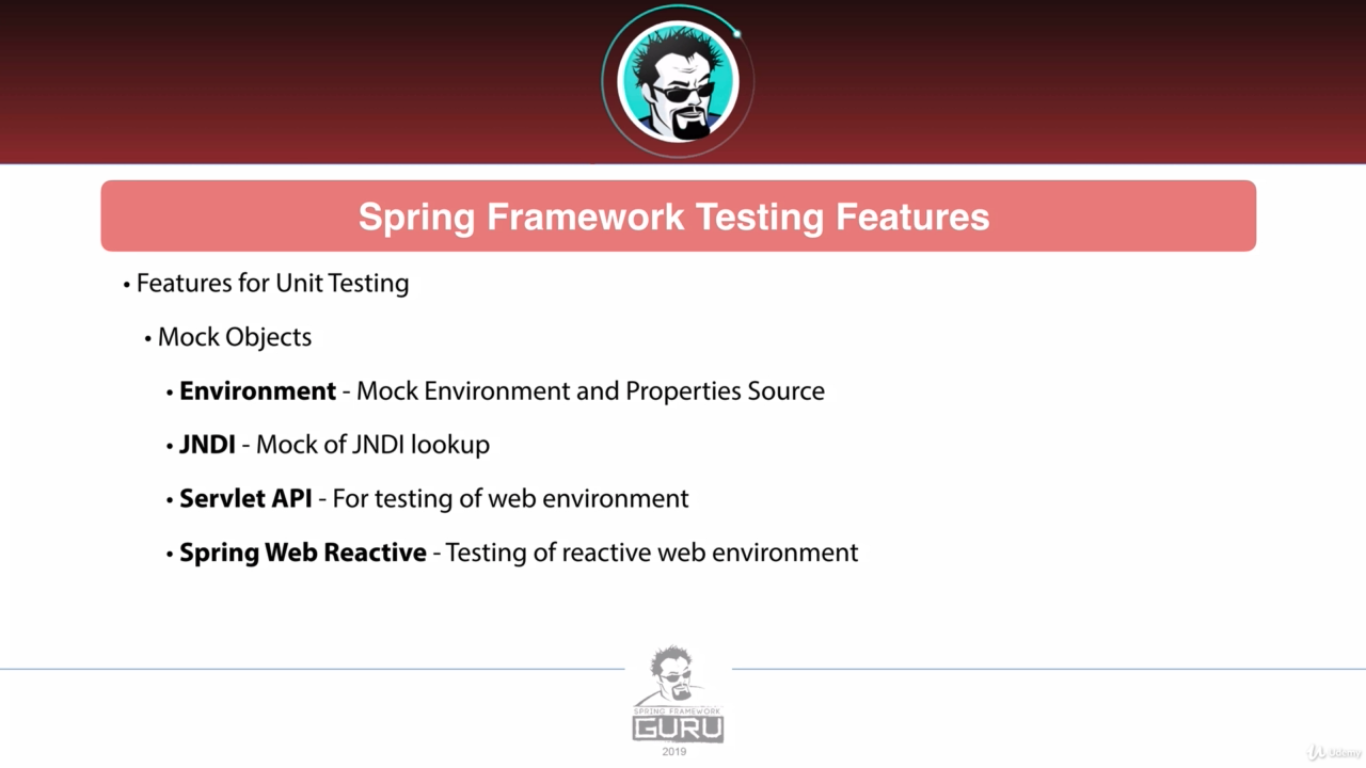 Spring Framework Testing Features
• Features for Unit Testing
• Mock Objects
• Environment - Mock Environment and Properties Source
• JNDI - Mock of JNDI lookup
• Servlet API - For testing of web environment
• Spring Web Reactive - Testing of reactive web environment
SPRING FRAMEWORK
GURU
2019
Udemy